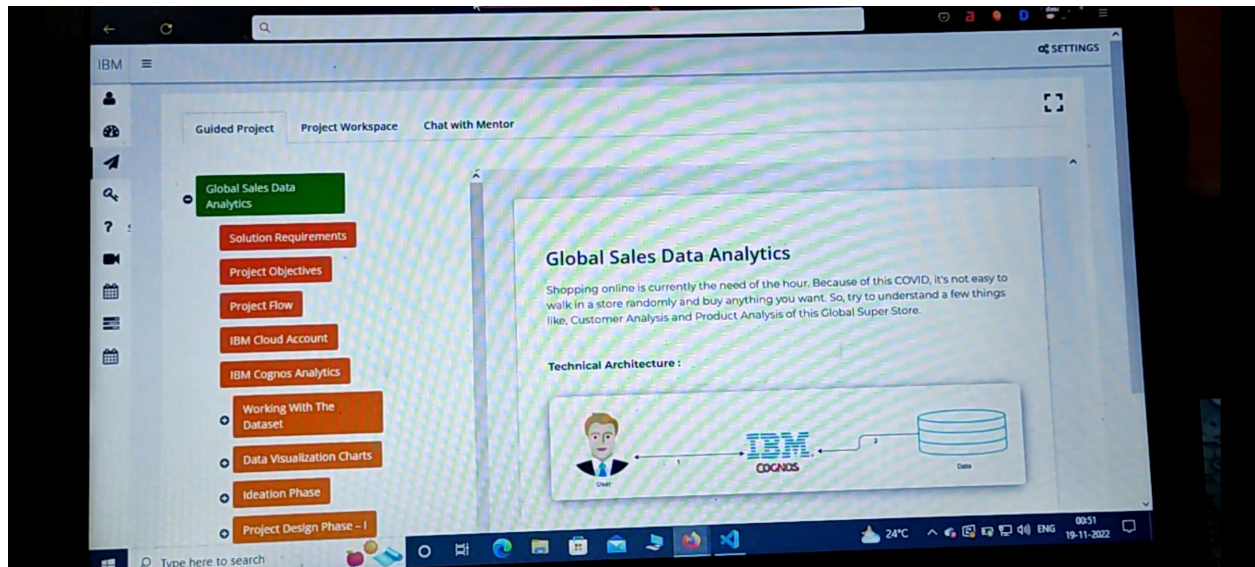 IBM
SETTINGS
Guided Project
Project Workspace
Chat with Mentor
Global Sales Data
Analytics
Solution Requirements
Project Objectives
Project Flow
IBM Cloud Account
IBM Cognos Analytics
Working With The
Dataset
Data Visualization Charts
Ideation Phase
Project Design Phase – I
Global Sales Data Analytics
Shopping online is currently the need of the hour. Because of this COVID, it's not easy to
walk in a store randomly and buy anything you want. So, try to understand a few things
like, Customer Analysis and Product Analysis of this Global Super Store.
Technical Architecture :
User
1
IBM
COGNOS
2
Data
Type here to search
24°C
ENG
00:51
19-11-2022